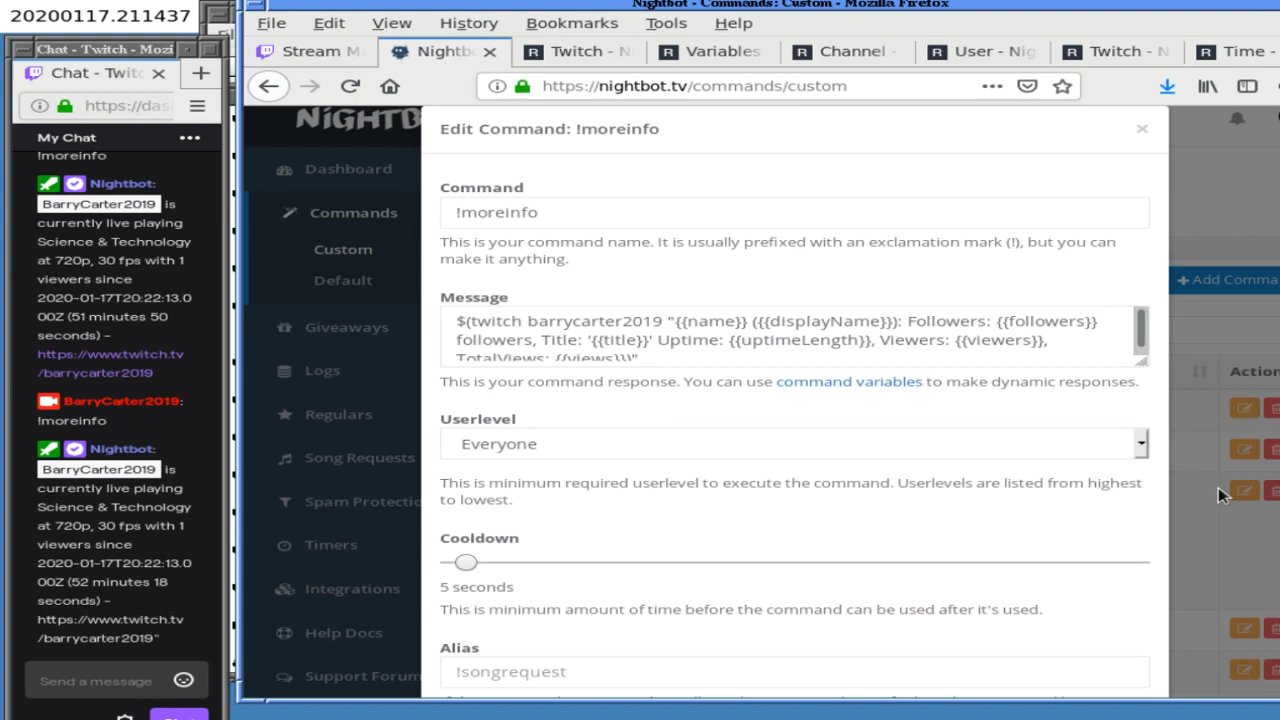 20200117.211437
Chat - Twitch - Mozi
Chat - Twitc
https://das
My Chat
!moreinfo
Nightbot:
BarryCarter2019 is
currently live playing
Science & Technology
at 720p, 30 fps with 1
viewers since
2020-01-17T20:22:13.0
00Z (51 minutes 50
seconds) –
https://www.twitch.tv
/barrycarter2019
BarryCarter2019:
!moreinfo
Nightbot:
BarryCarter2019 is
currently live playing
Science & Technology
at 720p, 30 fps with 1
viewers since
2020-01-17T20:22:13.0
00Z (52 minutes 18
seconds) –
https://www.twitch.tv
/barrycarter2019"
Send a message
Nightbot - Commands: Custom - Mozilla Firefox
File Edit View History Bookmarks Tools Help
Stream M Nightb Twitch - N Variables Channel - User - Nig Twitch - N Time -
https://nightbot.tv/commands/custom
NIGHTB
Dashboard
Commands
Custom
Default
Giveaways
Logs
Regulars
Song Requests
Spam Protectio
Timers
Integrations
Help Docs
Support Forum
Edit Command: !moreinfo
Command
!moreinfo
This is your command name. It is usually prefixed with an exclamation mark (!), but you can
make it anything.
Message
$(twitch barrycarter2019 "{{name}} ({{displayName}}): Followers: {{followers}}
followers, Title: '{{title}}' Uptime: {{uptimeLength}}, Viewers: {{viewers}},
TotalViews: {{views}})"
This is your command response. You can use command variables to make dynamic responses.
Userlevel
Everyone
This is minimum required userlevel to execute the command. Userlevels are listed from highest
to lowest.
Cooldown
5 seconds
This is minimum amount of time before the command can be used after it's used.
Alias
!songrequest
+ Add Comma
Action